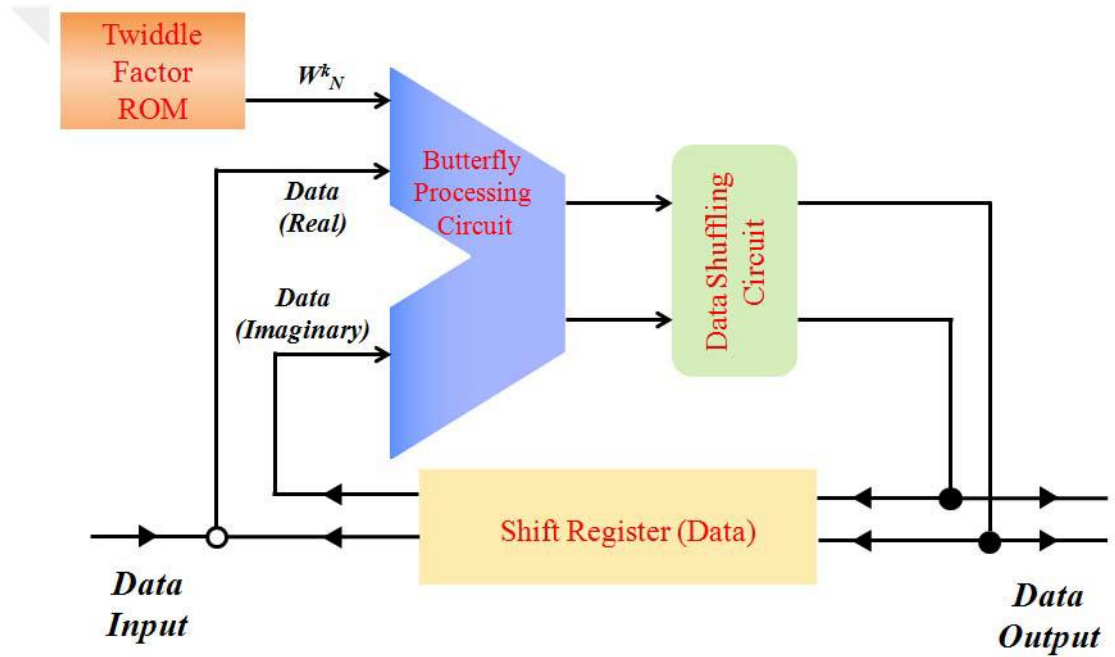 Twiddle
Factor
ROM
W^k_N
Data
(Real)
Butterfly
Processing
Circuit
Data
(Imaginary)
Data Shuffling
Circuit
Shift Register (Data)
Data
Input
Data
Output